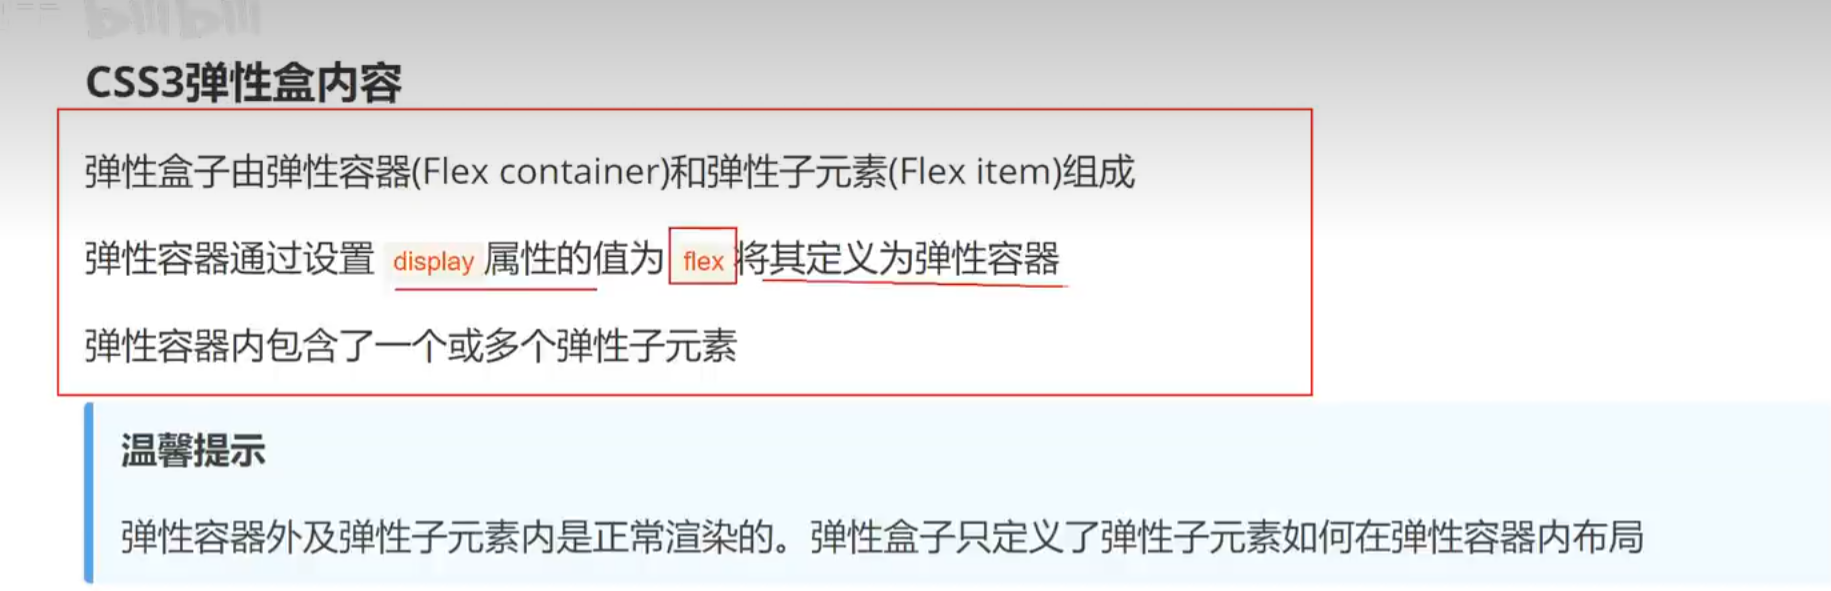 bilibili
CSS3弹性盒内容
弹性盒子由弹性容器(Flex container)和弹性子元素(Flex item)组成
弹性容器通过设置 display 属性的值为 flex 将其定义为弹性容器
弹性容器内包含了一个或多个弹性子元素
温馨提示
弹性容器外及弹性子元素内是正常渲染的。弹性盒子只定义了弹性子元素如何在弹性容器内布局